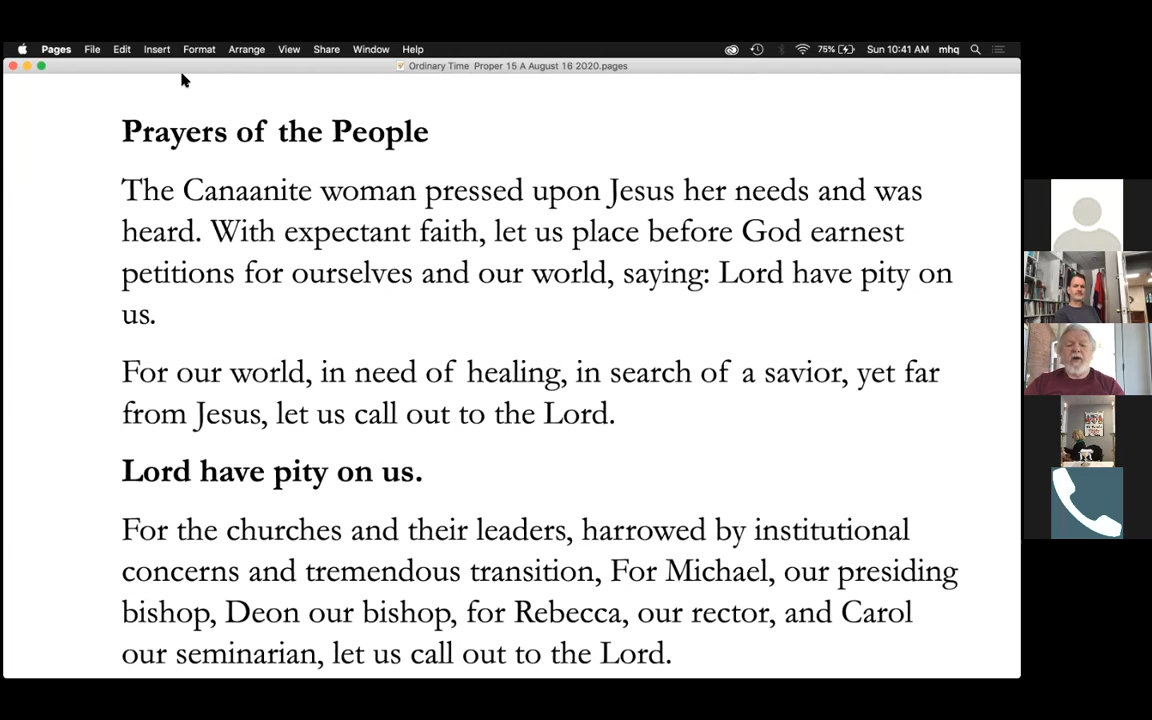 Pages File Edit Insert Format Arrange View Share Window Help 75% Sun 10:41 AM mhq
Ordinary Time Proper 15 A August 16 2020.pages
Prayers of the People
The Canaanite woman pressed upon Jesus her needs and was
heard. With expectant faith, let us place before God earnest
petitions for ourselves and our world, saying: Lord have pity on
us.
For our world, in need of healing, in search of a savior, yet far
from Jesus, let us call out to the Lord.
Lord have pity on us.
For the churches and their leaders, harrowed by institutional
concerns and tremendous transition, For Michael, our presiding
bishop, Deon our bishop, for Rebecca, our rector, and Carol
our seminarian, let us call out to the Lord.